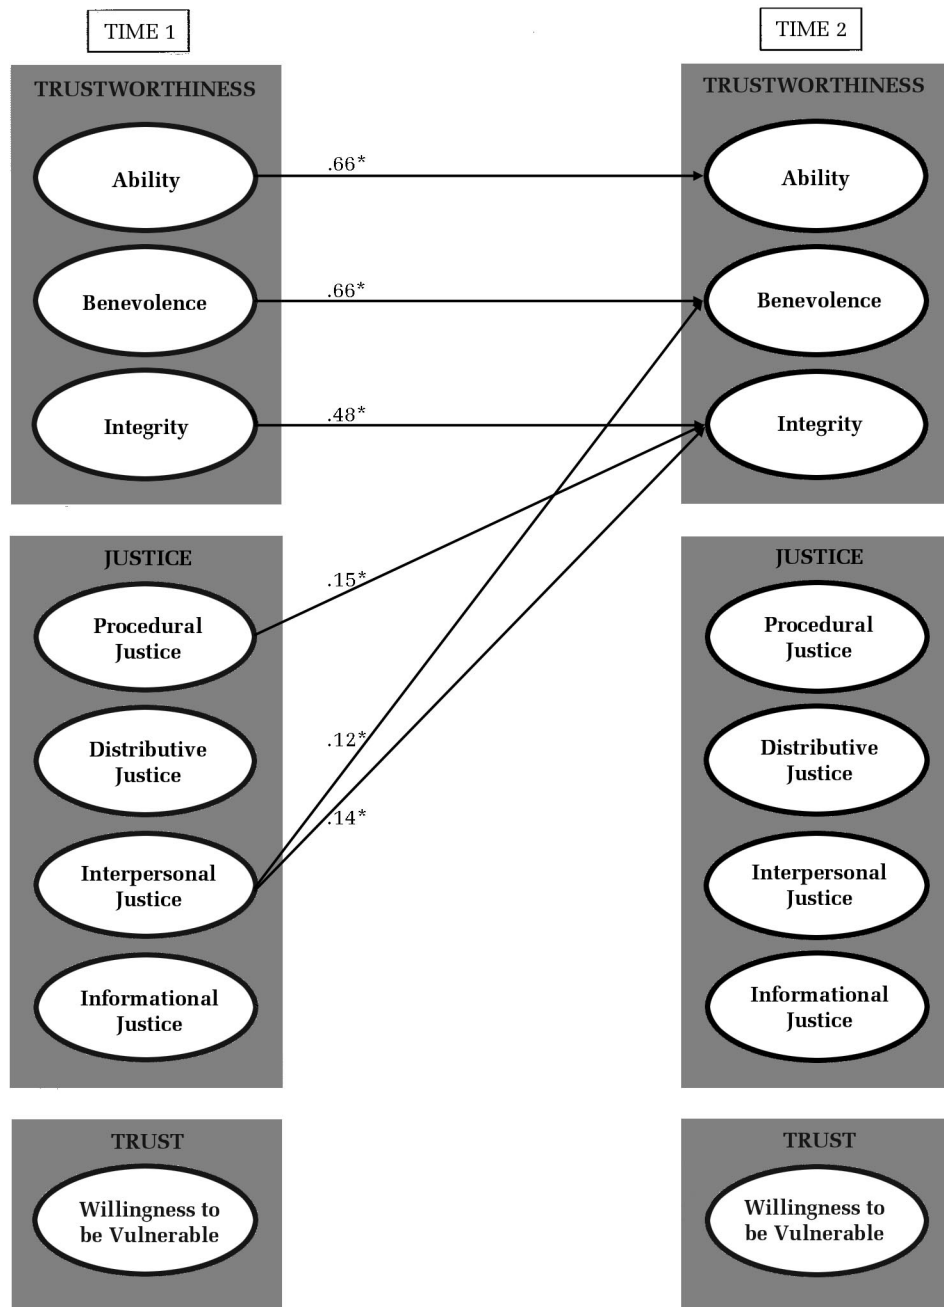 TIME 1
TIME 2
TRUSTWORTHINESS
Ability
Benevolence
Integrity
TRUSTWORTHINESS
Ability
Benevolence
Integrity
.66*
.66*
.48*
.15*
.12*
.14*
JUSTICE
Procedural
Justice
Distributive
Justice
Interpersonal
Justice
Informational
Justice
JUSTICE
Procedural
Justice
Distributive
Justice
Interpersonal
Justice
Informational
Justice
TRUST
Willingness to
be Vulnerable
TRUST
Willingness to
be Vulnerable